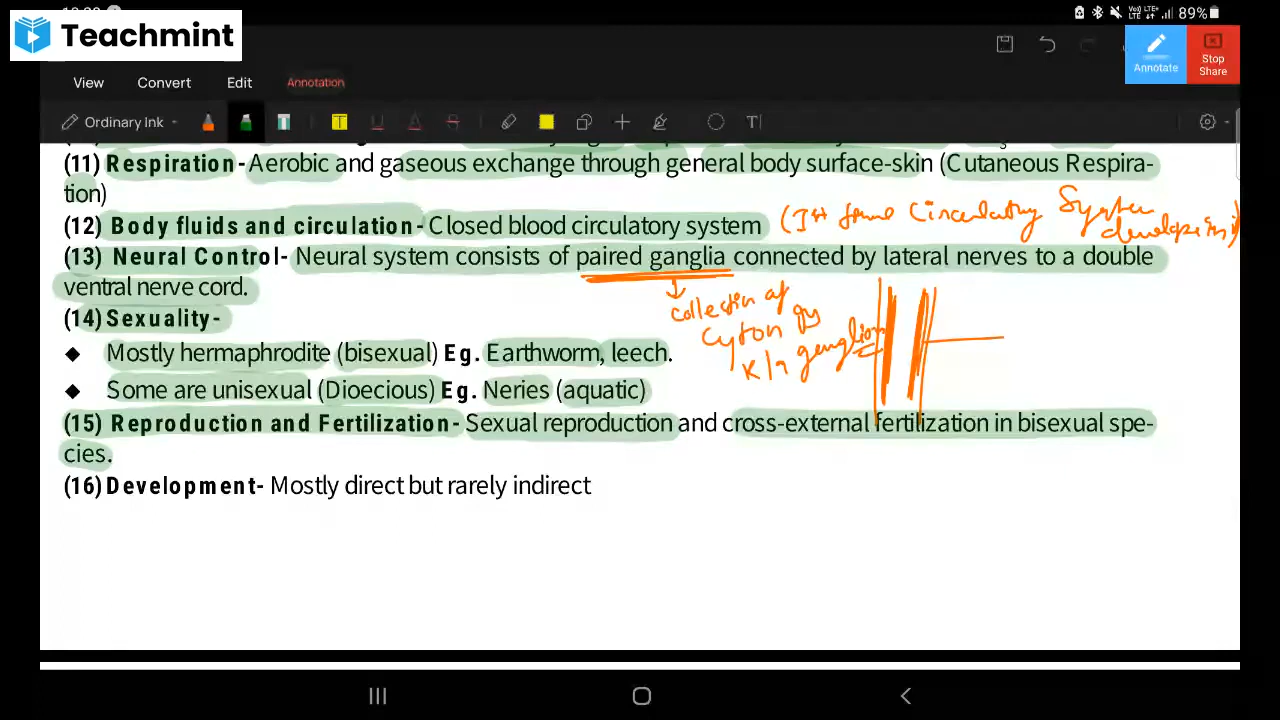 Teachmint
89%
Annotate
Stop
Share
View Convert Edit Annotation
Ordinary Ink
(11) Respiration-Aerobic and gaseous exchange through general body surface-skin (Cutaneous Respira-
tion)
(12) Body fluids and circulation- Closed blood circulatory system (Ist Circulatory System
(13) Neural Control- Neural system consists of paired ganglia connected by lateral nerves to a double
ventral nerve cord.
collection of
Cyton
(14) Sexuality-
◆ Mostly hermaphrodite (bisexual) Eg. Earthworm, leech.
◆ Some are unisexual (Dioecious) Eg. Neries (aquatic)
(15) Reproduction and Fertilization- Sexual reproduction and cross-external fertilization in bisexual spe-
cies.
(16) Development- Mostly direct but rarely indirect